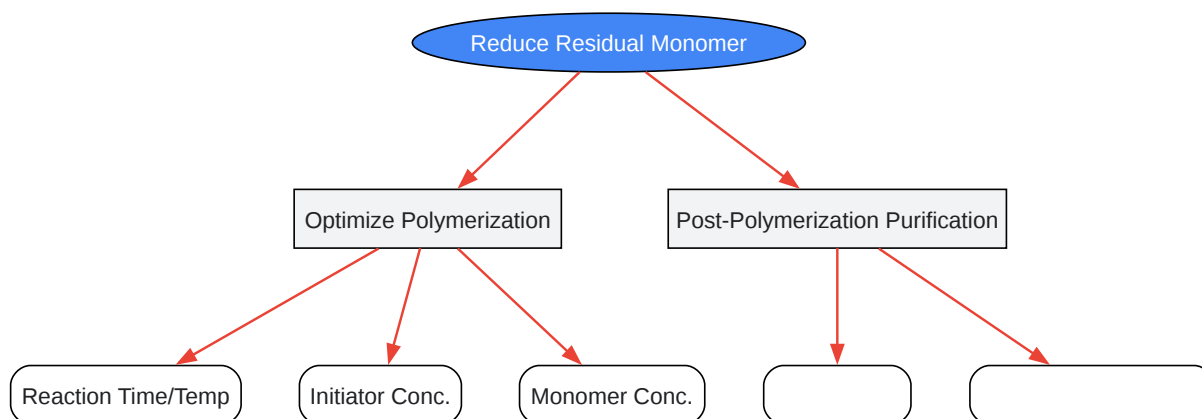 Reduce Residual Monomer
Optimize Polymerization
Post-Polymerization Purification
Reaction Time/Temp
Initiator Conc.
Monomer Conc.